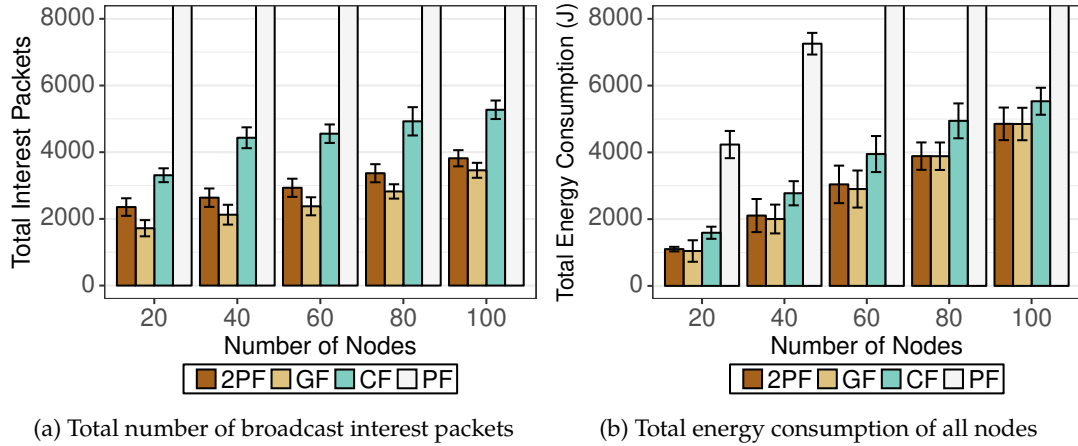 Total Interest Packets
8000
6000
4000
2000
0
20 40 60 80 100
Number of Nodes
2PF GF CF PF
(a) Total number of broadcast interest packets
Total Energy Consumption (J)
8000
6000
4000
2000
0
20 40 60 80 100
Number of Nodes
2PF GF CF PF
(b) Total energy consumption of all nodes